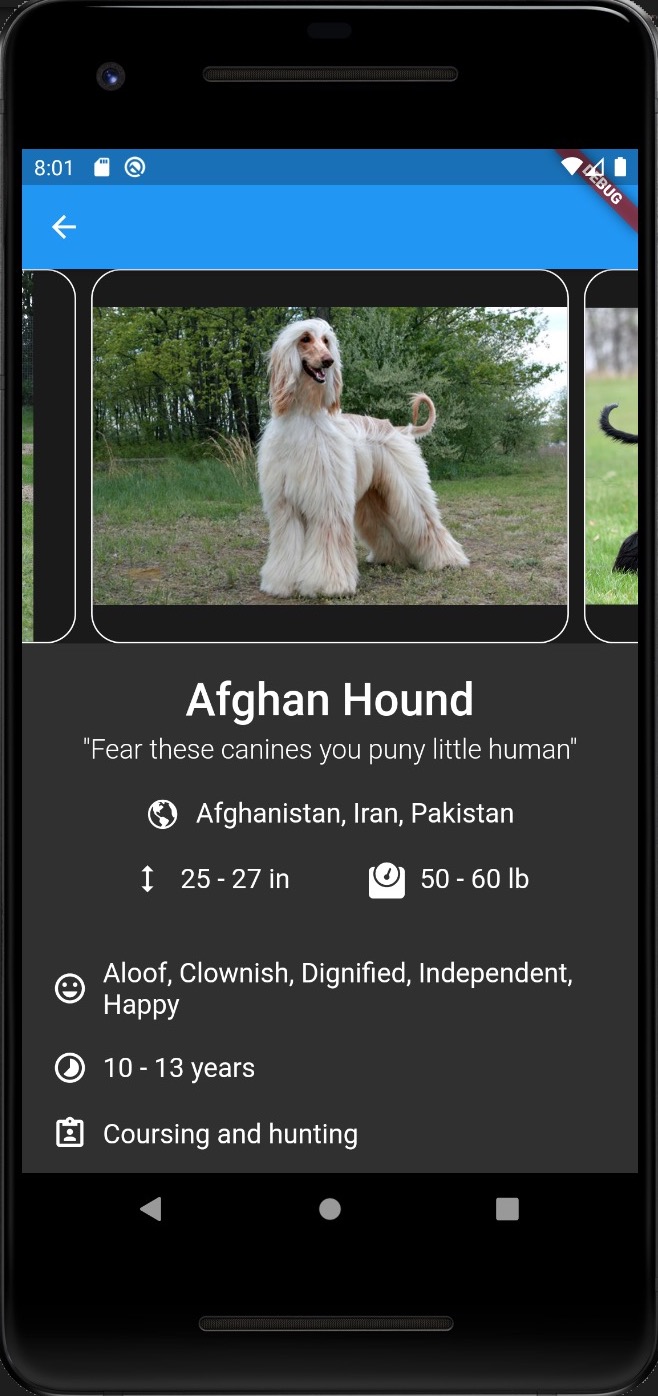 8:01
DEBUG
Afghan Hound
"Fear these canines you puny little human"
Afghanistan, Iran, Pakistan
25 - 27 in
50 - 60 lb
Aloof, Clownish, Dignified, Independent,
Happy
10 - 13 years
Coursing and hunting